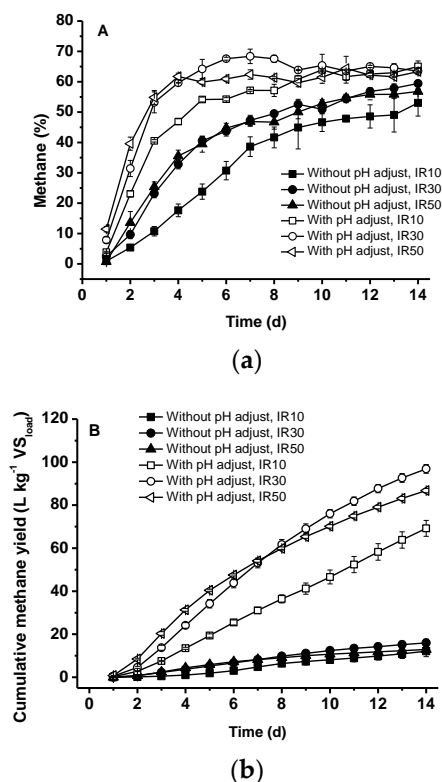 A
80
70
60
50
40
30
20
10
0
Methane (%)
Without pH adjust, IR10
Without pH adjust, IR30
Without pH adjust, IR50
With pH adjust, IR10
With pH adjust, IR30
With pH adjust, IR50
0 2 4 6 8 10 12 14
Time (d)
(a)
B
120
100
80
60
40
20
0
Cumulative methane yield (L kg⁻¹ VSload)
Without pH adjust, IR10
Without pH adjust, IR30
Without pH adjust, IR50
With pH adjust, IR10
With pH adjust, IR30
With pH adjust, IR50
0 2 4 6 8 10 12 14
Time (d)
(b)